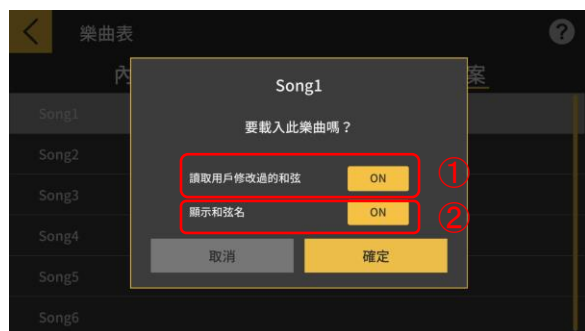 樂曲表
?
內
案
Song1
要載入此樂曲嗎？
讀取用戶修改過的和弦 ON ①
顯示和弦名 ON ②
取消 確定
Song1
Song2
Song3
Song4
Song5
Song6